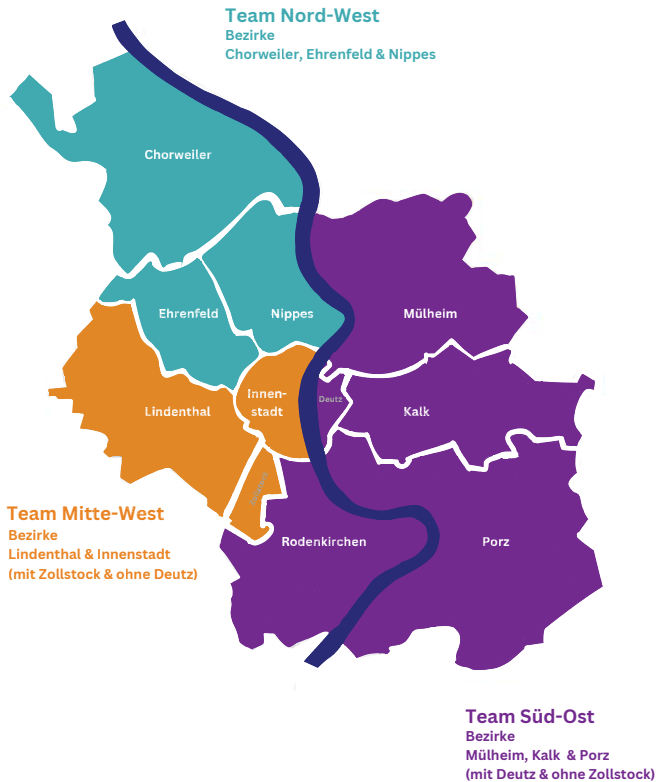 Team Nord-West
Bezirke
Chorweiler, Ehrenfeld & Nippes
Chorweiler
Ehrenfeld
Nippes
Mülheim
Innen-
stadt
Deutz
Lindenthal
Kalk
Zollstock
Team Mitte-West
Bezirke
Lindenthal & Innenstadt
(mit Zollstock & ohne Deutz)
Rodenkirchen
Porz
Team Süd-Ost
Bezirke
Mülheim, Kalk & Porz
(mit Deutz & ohne Zollstock)